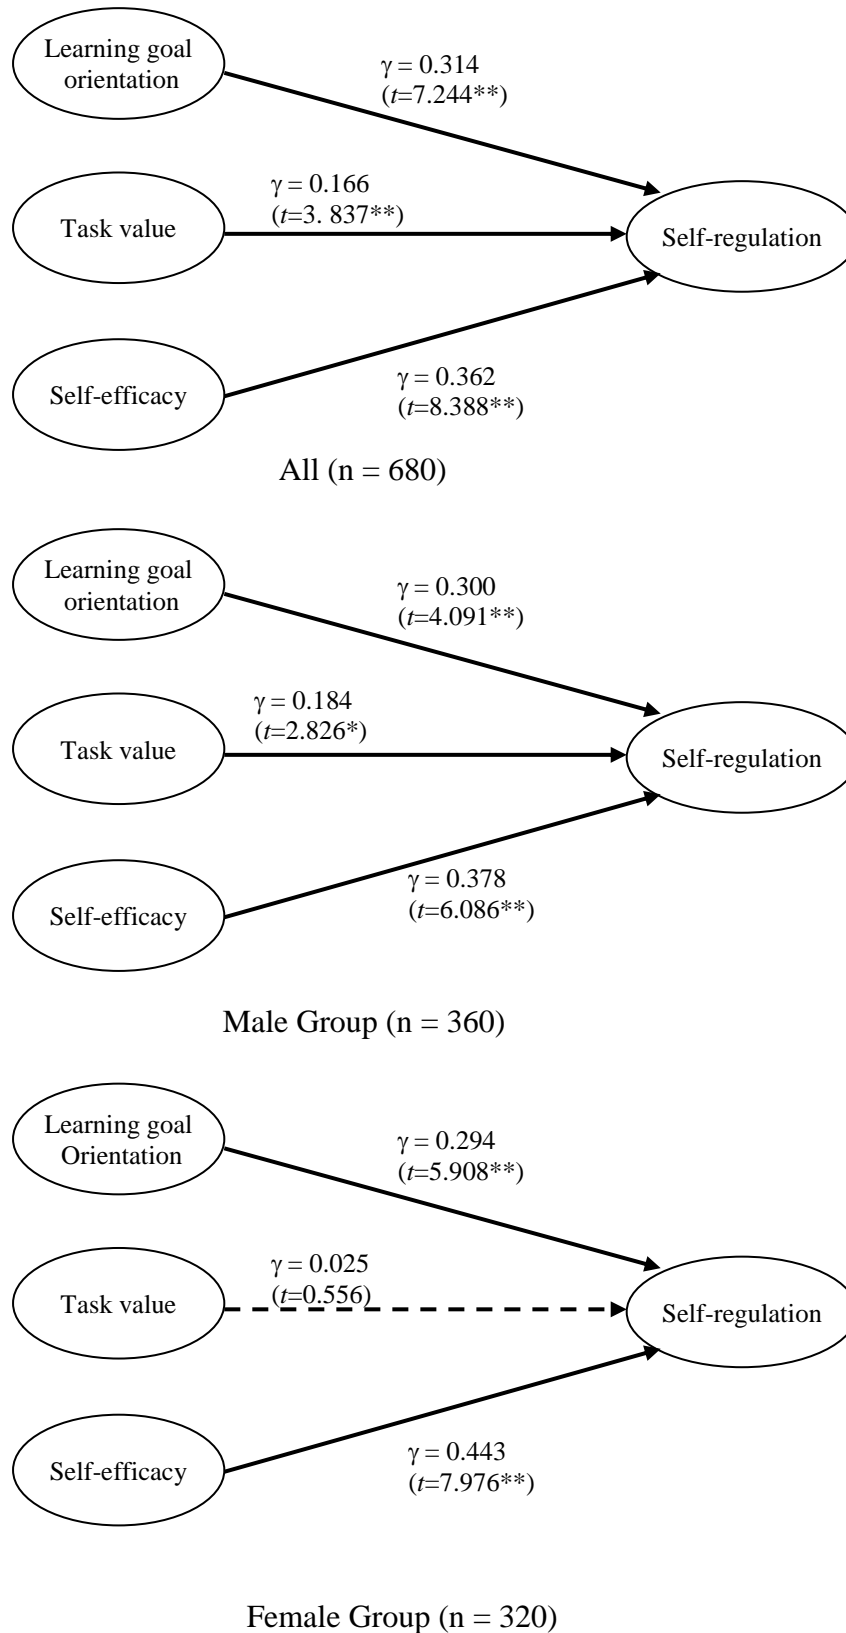 Learning goal
orientation
γ = 0.314
(t=7.244**)
Task value
γ = 0.166
(t=3. 837**)
Self-regulation
Self-efficacy
γ = 0.362
(t=8.388**)
All (n = 680)
Learning goal
orientation
γ = 0.300
(t=4.091**)
Task value
γ = 0.184
(t=2.826*)
Self-regulation
Self-efficacy
γ = 0.378
(t=6.086**)
Male Group (n = 360)
Learning goal
Orientation
γ = 0.294
(t=5.908**)
Task value
γ = 0.025
(t=0.556)
Self-regulation
Self-efficacy
γ = 0.443
(t=7.976**)
Female Group (n = 320)